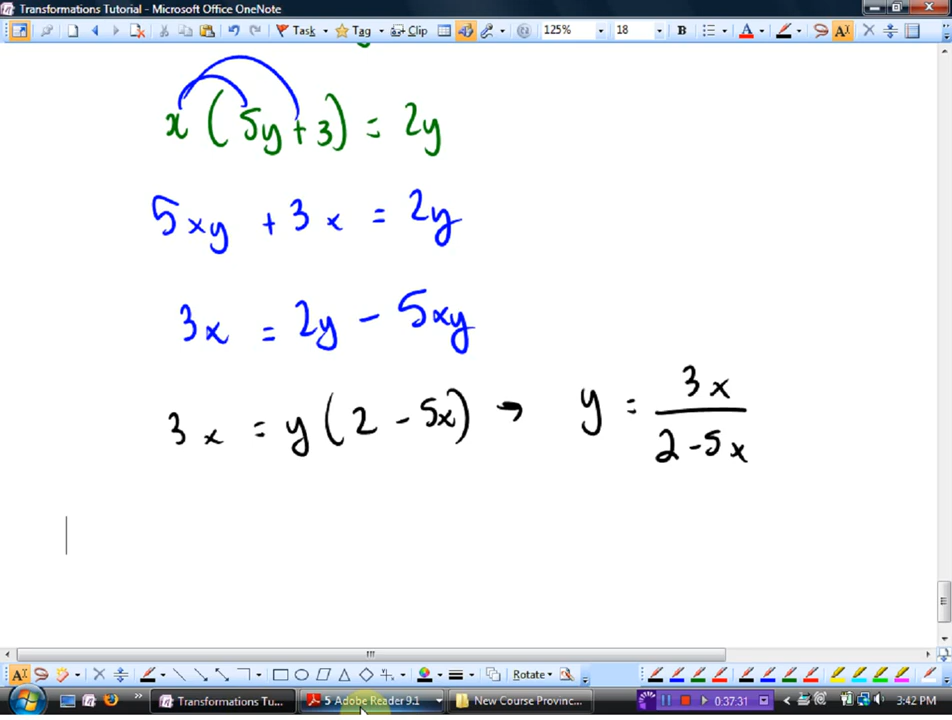 Transformations Tutorial - Microsoft Office OneNote
Task Tag Clip 125% 18 B A
x (5y + 3) = 2y
5xy + 3x = 2y
3x = 2y - 5xy
3x = y (2 - 5x) → y = 3x / 2 - 5x
Rotate
Transformations Tu... 5 Adobe Reader 9.1 New Course Provinc... 0:37:31 3:42 PM